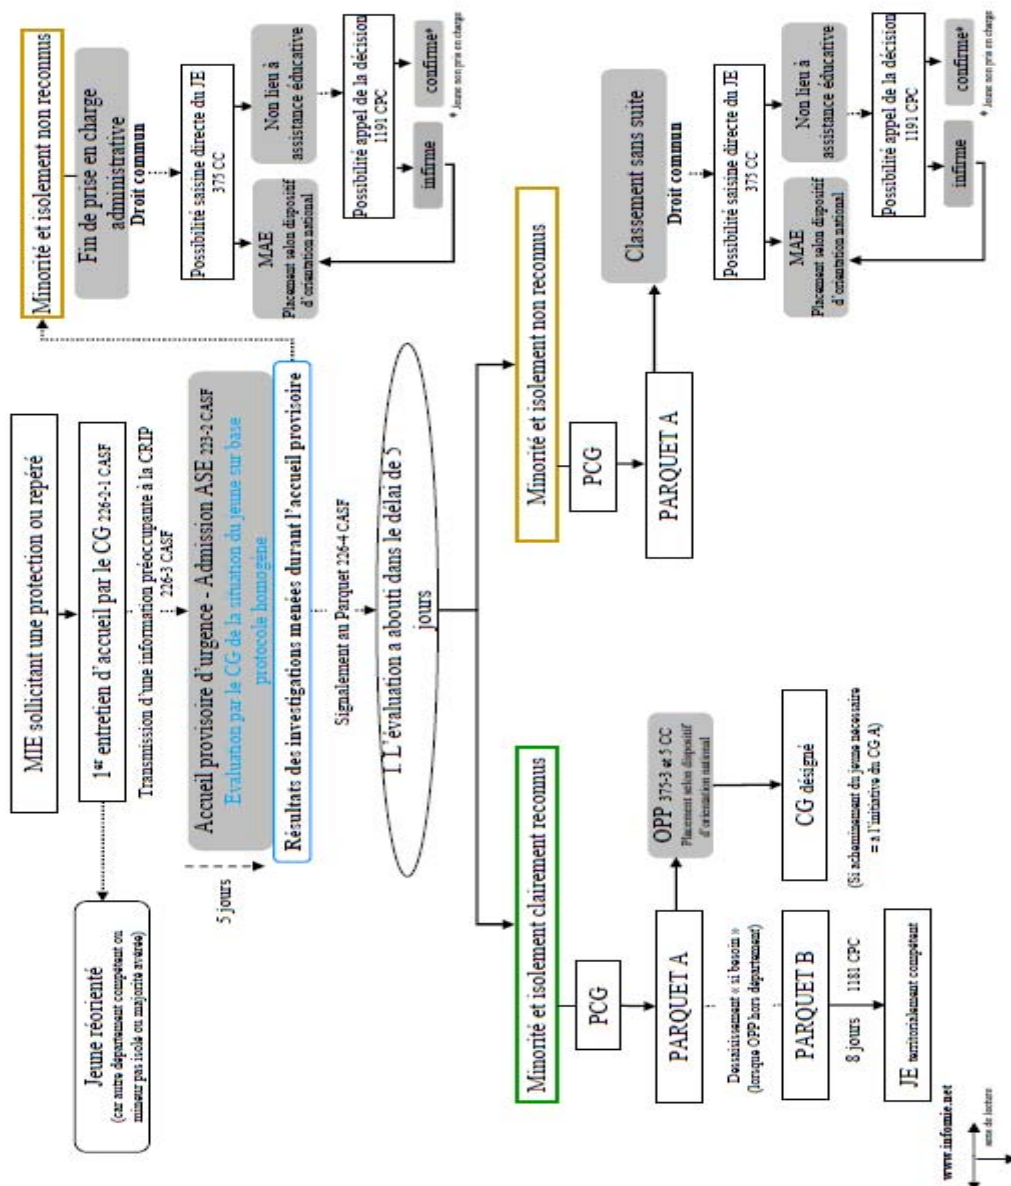 MIE sollicitant une protection ou repéré
1er entretien d'accueil par le CG 226-2-1 CASF
Jeune réorienté
(car autre département compétent ou
mineur pas isolé ou majorité avérée)
Transmission d'une information préoccupante à la CRIP
226-3 CASF
5 jours
Accueil provisoire d'urgence - Admission ASE 223-2 CASF
Evaluation par le CG de la situation du jeune sur base
protocole homogène
Résultats des investigations menées durant l'accueil provisoire
Signalement au Parquet 226-4 CASF
1. L'évaluation a abouti dans le délai de 5
jours
Minorité et isolement non reconnus
Fin de prise en charge
administrative
Droit commun
Possibilité saisine directe du JE
375 CC
MAE
Placement selon dispositif
d'orientation national
Non lieu à
assistance éducative
Possibilité appel de la décision
1191 CPC
infirme
confirme*
* Jeune non pris en charge
Minorité et isolement clairement reconnus
PCG
PARQUET A
OPP 375-3 et 5 CC
Placement selon dispositif
d'orientation national
CG désigné
(Si acheminement du jeune nécessaire
= à l'initiative du CG A)
Dessaisissement « si besoin »
(lorsque OPP hors département)
PARQUET B
8 jours
1181 CPC
JE territorialement compétent
Minorité et isolement non reconnus
PCG
PARQUET A
Classement sans suite
Droit commun
Possibilité saisine directe du JE
375 CC
MAE
Placement selon dispositif
d'orientation national
Non lieu à
assistance éducative
Possibilité appel de la décision
1191 CPC
infirme
confirme*
* Jeune non pris en charge
www.infomie.net
sens de lecture